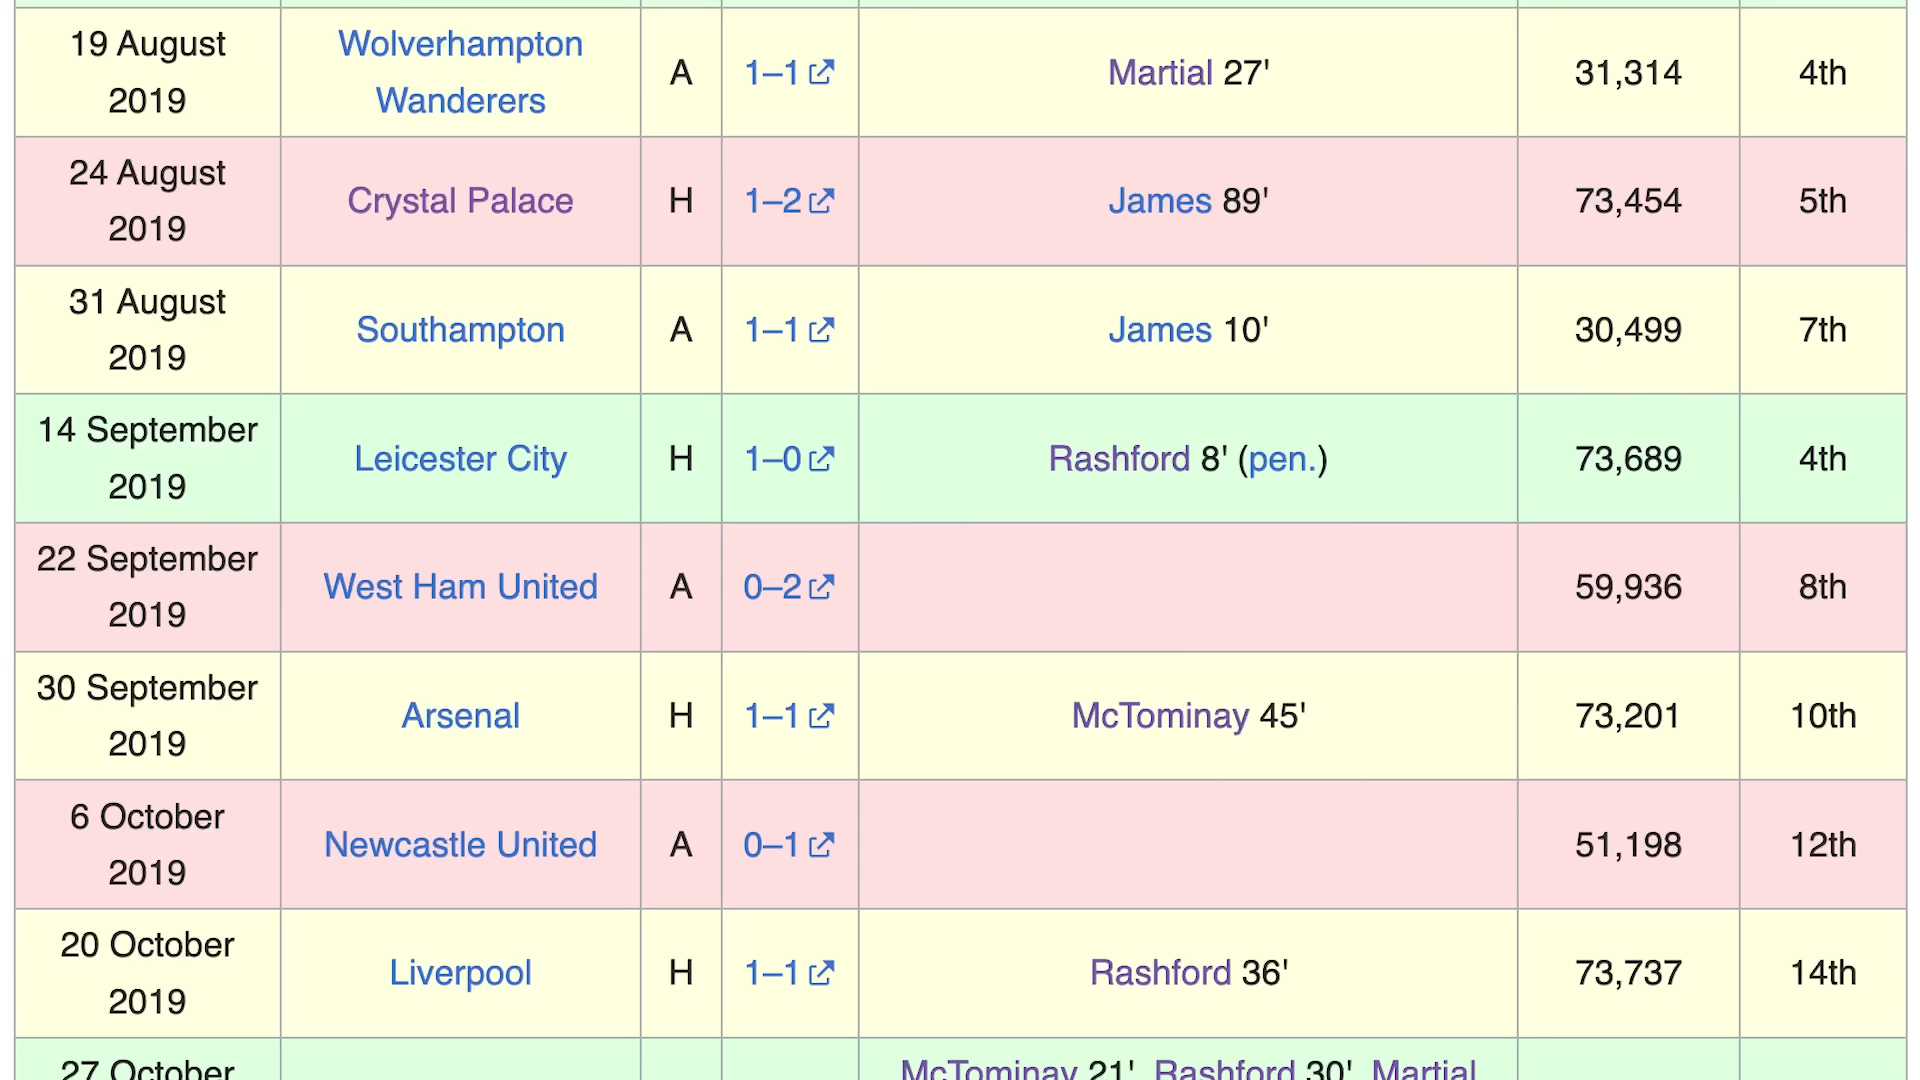 19 August
2019
Wolverhampton
Wanderers
A
1–1
Martial 27'
31,314
4th
24 August
2019
Crystal Palace
H
1–2
James 89'
73,454
5th
31 August
2019
Southampton
A
1–1
James 10'
30,499
7th
14 September
2019
Leicester City
H
1–0
Rashford 8' (pen.)
73,689
4th
22 September
2019
West Ham United
A
0–2
59,936
8th
30 September
2019
Arsenal
H
1–1
McTominay 45'
73,201
10th
6 October
2019
Newcastle United
A
0–1
51,198
12th
20 October
2019
Liverpool
H
1–1
Rashford 36'
73,737
14th
27 October
McTominay 21', Rashford 30', Martial